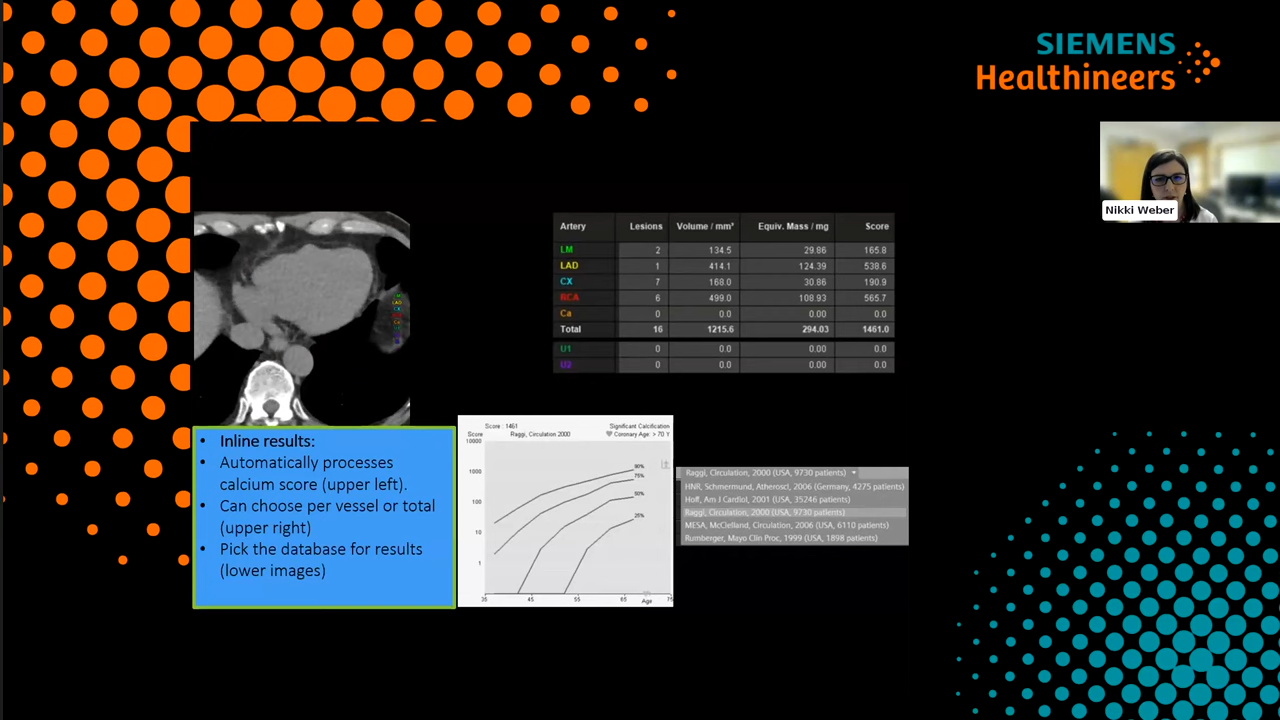 SIEMENS
Healthineers
Nikki Weber
Artery Lesions Volume / mm³ Equiv. Mass / mg Score
LM 2 134.5 29.86 165.8
LAD 1 414.1 124.39 538.6
CX 7 168.0 30.86 190.9
RCA 6 499.0 108.93 565.7
Ca 0 0.0 0.00 0.0
Total 16 1215.6 294.03 1461.0
U1 0 0.0 0.00 0.0
U2 0 0.0 0.00 0.0
LM
LAD
CX
RCA
Ca
• Inline results:
• Automatically processes
calcium score (upper left).
• Can choose per vessel or total
(upper right)
• Pick the database for results
(lower images)
Score : 1461 Significant Calcification
Score Raggi, Circulation 2000 Coronary Age: > 70 Y
10000
1000
100
10
1
90%
75%
50%
25%
35 45 55 65 75
Age
Raggi, Circulation, 2000 (USA, 9730 patients)
HNR, Schmermund, Atherosci, 2006 (Germany, 4275 patients)
Hoff, Am J Cardiol, 2001 (USA, 35246 patients)
Raggi, Circulation, 2000 (USA, 9730 patients)
MESA, McClelland, Circulation, 2006 (USA, 6110 patients)
Rumberger, Mayo Clin Proc, 1999 (USA, 1898 patients)